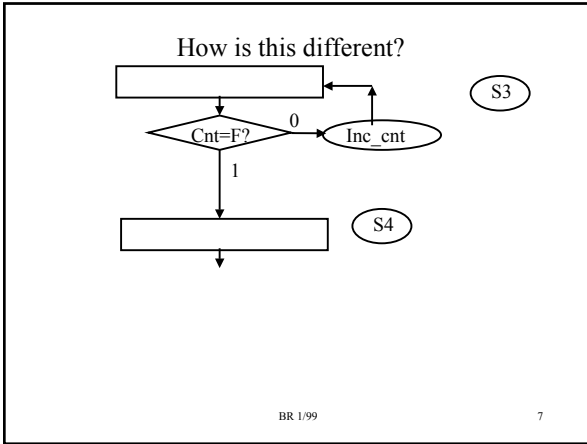 How is this different?
S3
Cnt=F?
0
Inc_cnt
1
S4
BR 1/99
7